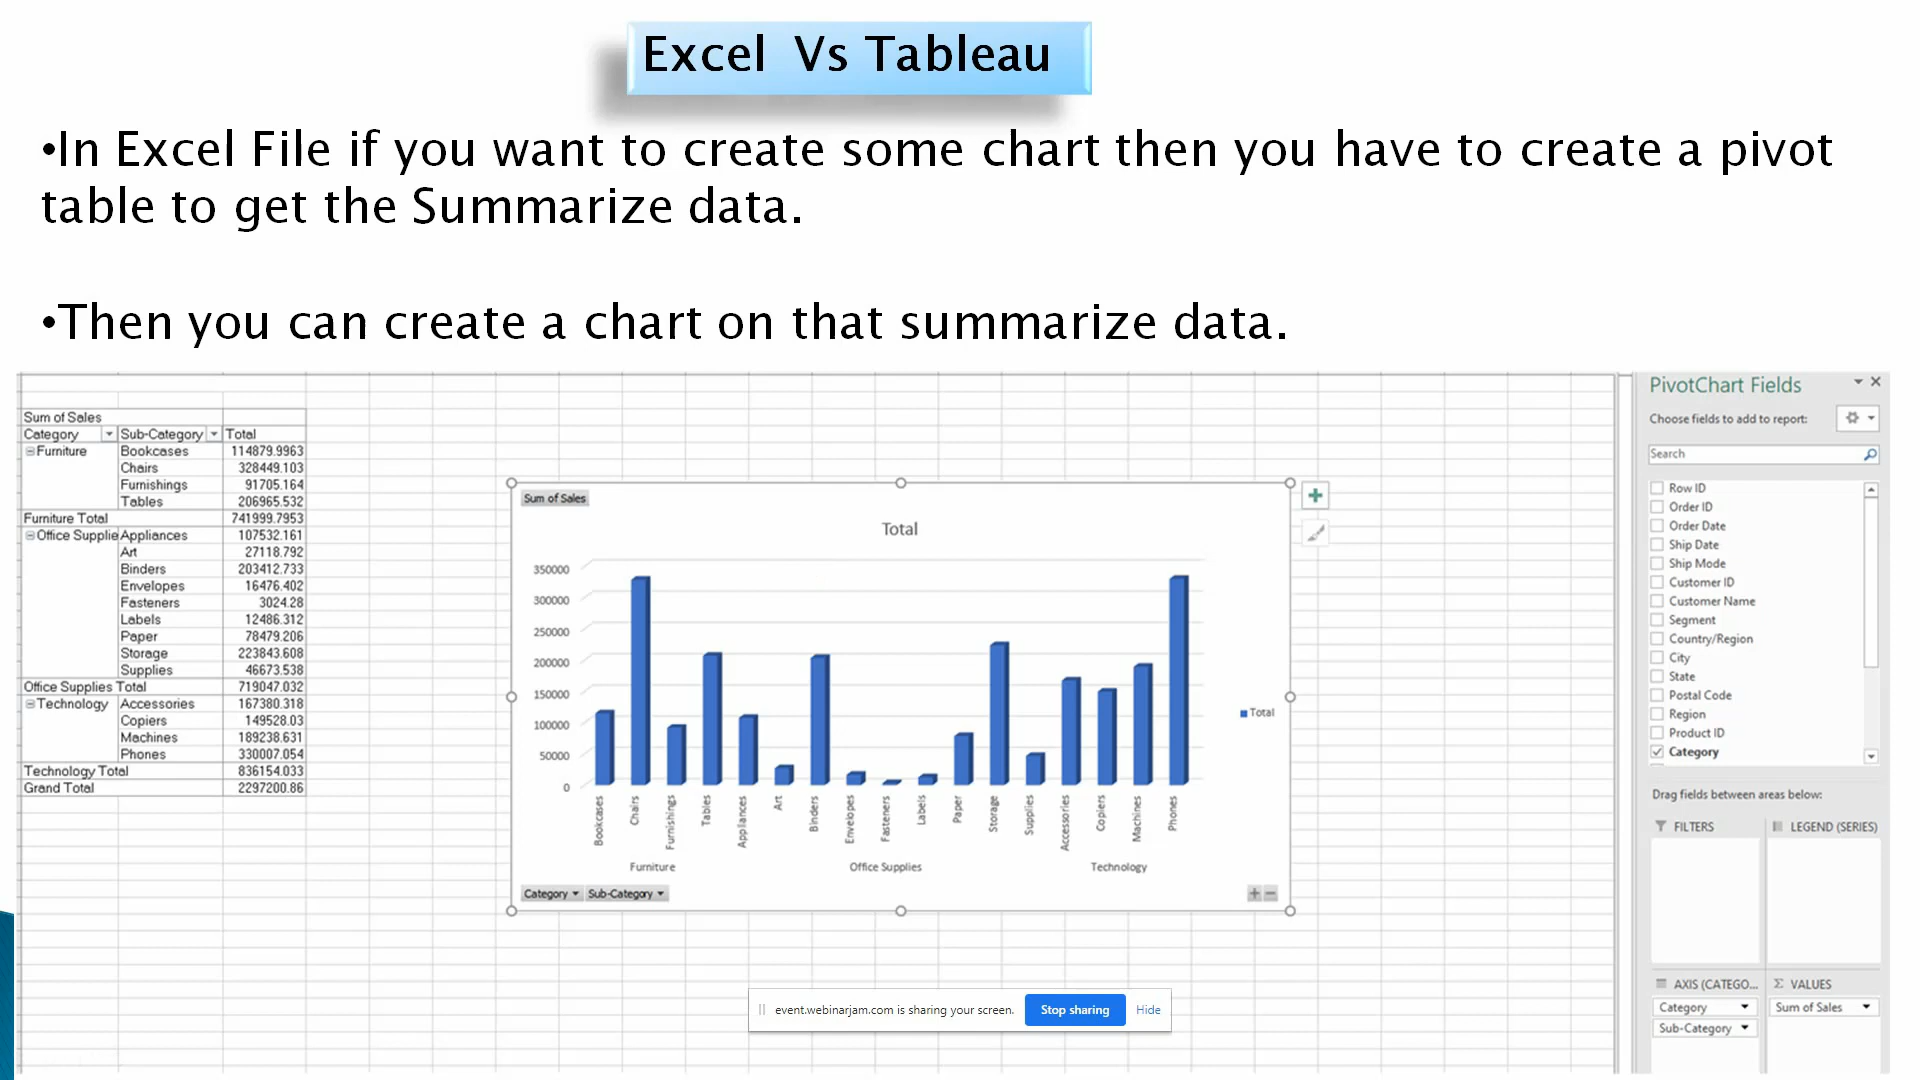 Excel  Vs Tableau
•In Excel File if you want to create some chart then you have to create a pivot
table to get the Summarize data.
•Then you can create a chart on that summarize data.
Sum of Sales
Category Sub-Category Total
Furniture Bookcases 114879.9963
Chairs 328449.103
Furnishings 91705.164
Tables 206965.532
Furniture Total 741999.7953
Office Supplie Appliances 107532.161
Art 27118.792
Binders 203412.733
Envelopes 16476.402
Fasteners 3024.28
Labels 12486.312
Paper 78479.206
Storage 223843.608
Supplies 46673.538
Office Supplies Total 719047.032
Technology Accessories 167380.318
Copiers 149528.03
Machines 189238.631
Phones 330007.054
Technology Total 836154.033
Grand Total 2297200.86
Sum of Sales
Total
350000
300000
250000
200000
150000
100000
50000
0
Bookcases
Chairs
Furnishings
Tables
Appliances
Art
Binders
Envelopes
Fasteners
Labels
Paper
Storage
Supplies
Accessories
Copiers
Machines
Phones
Furniture Office Supplies Technology
Total
Category Sub-Category
PivotChart Fields
Choose fields to add to report:
Search
Row ID
Order ID
Order Date
Ship Date
Ship Mode
Customer ID
Customer Name
Segment
Country/Region
City
State
Postal Code
Region
Product ID
Category
Drag fields between areas below:
FILTERS LEGEND (SERIES)
AXIS (CATEGO... Σ VALUES
Category Sum of Sales
Sub-Category
event.webinarjam.com is sharing your screen. Stop sharing Hide